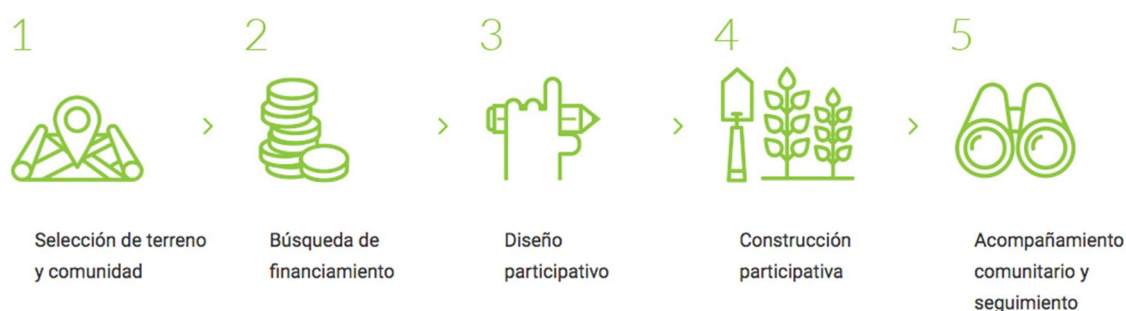 1
2
3
4
5
Selección de terreno
y comunidad
Búsqueda de
financiamiento
Diseño
participativo
Construcción
participativa
Acompañamiento
comunitario y
seguimiento